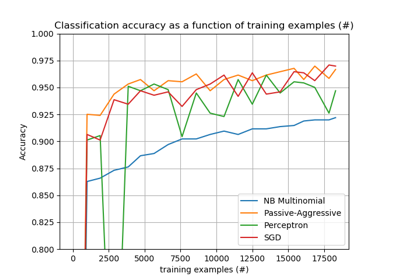 Classification accuracy as a function of training examples (#)
1.000
0.975
0.950
0.925
0.900
0.875
0.850
0.825
0.800
Accuracy
NB Multinomial
Passive-Aggressive
Perceptron
SGD
0 2500 5000 7500 10000 12500 15000 17500
training examples (#)